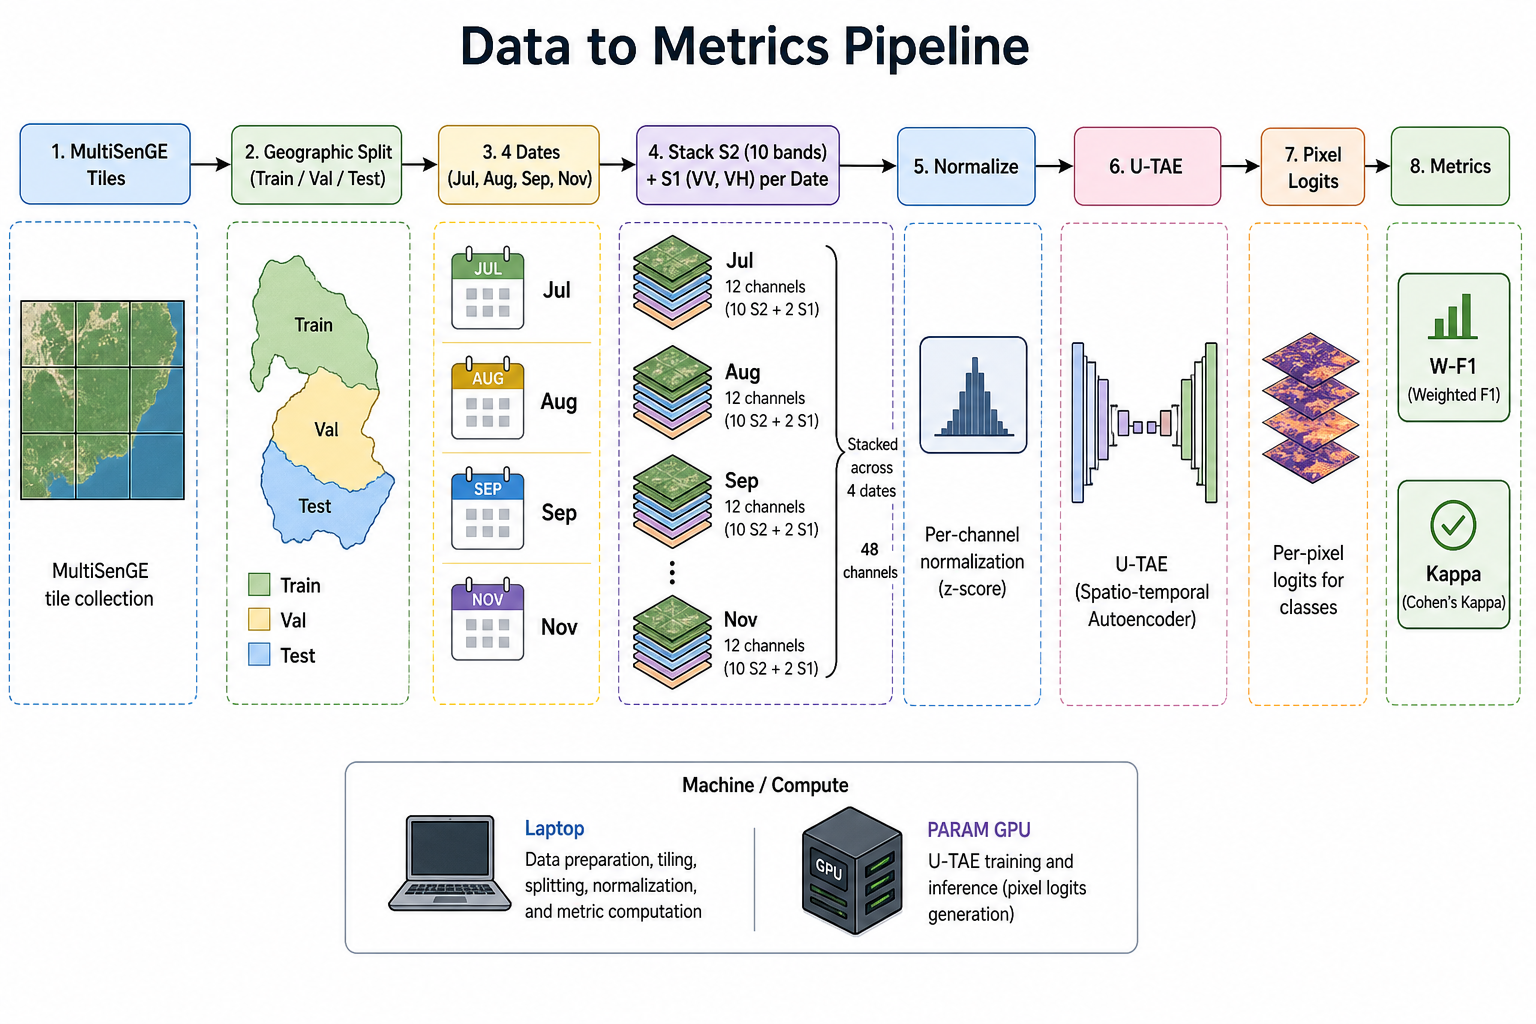 Data to Metrics Pipeline
1. MultiSenGE
Tiles
2. Geographic Split
(Train / Val / Test)
3. 4 Dates
(Jul, Aug, Sep, Nov)
4. Stack S2 (10 bands)
+ S1 (VV, VH) per Date
5. Normalize
6. U-TAE
7. Pixel
Logits
8. Metrics
MultiSenGE
tile collection
Train
Val
Test
Train
Val
Test
JUL
Jul
AUG
Aug
SEP
Sep
NOV
Nov
Jul
12 channels
(10 S2 + 2 S1)
Aug
12 channels
(10 S2 + 2 S1)
Sep
12 channels
(10 S2 + 2 S1)
Nov
12 channels
(10 S2 + 2 S1)
Stacked
across
4 dates
48
channels
Per-channel
normalization
(z-score)
U-TAE
(Spatio-temporal
Autoencoder)
Per-pixel
logits for
classes
W-F1
(Weighted F1)
Kappa
(Cohen's Kappa)
Machine / Compute
Laptop
Data preparation, tiling,
splitting, normalization,
and metric computation
GPU
PARAM GPU
U-TAE training and
inference (pixel logits
generation)